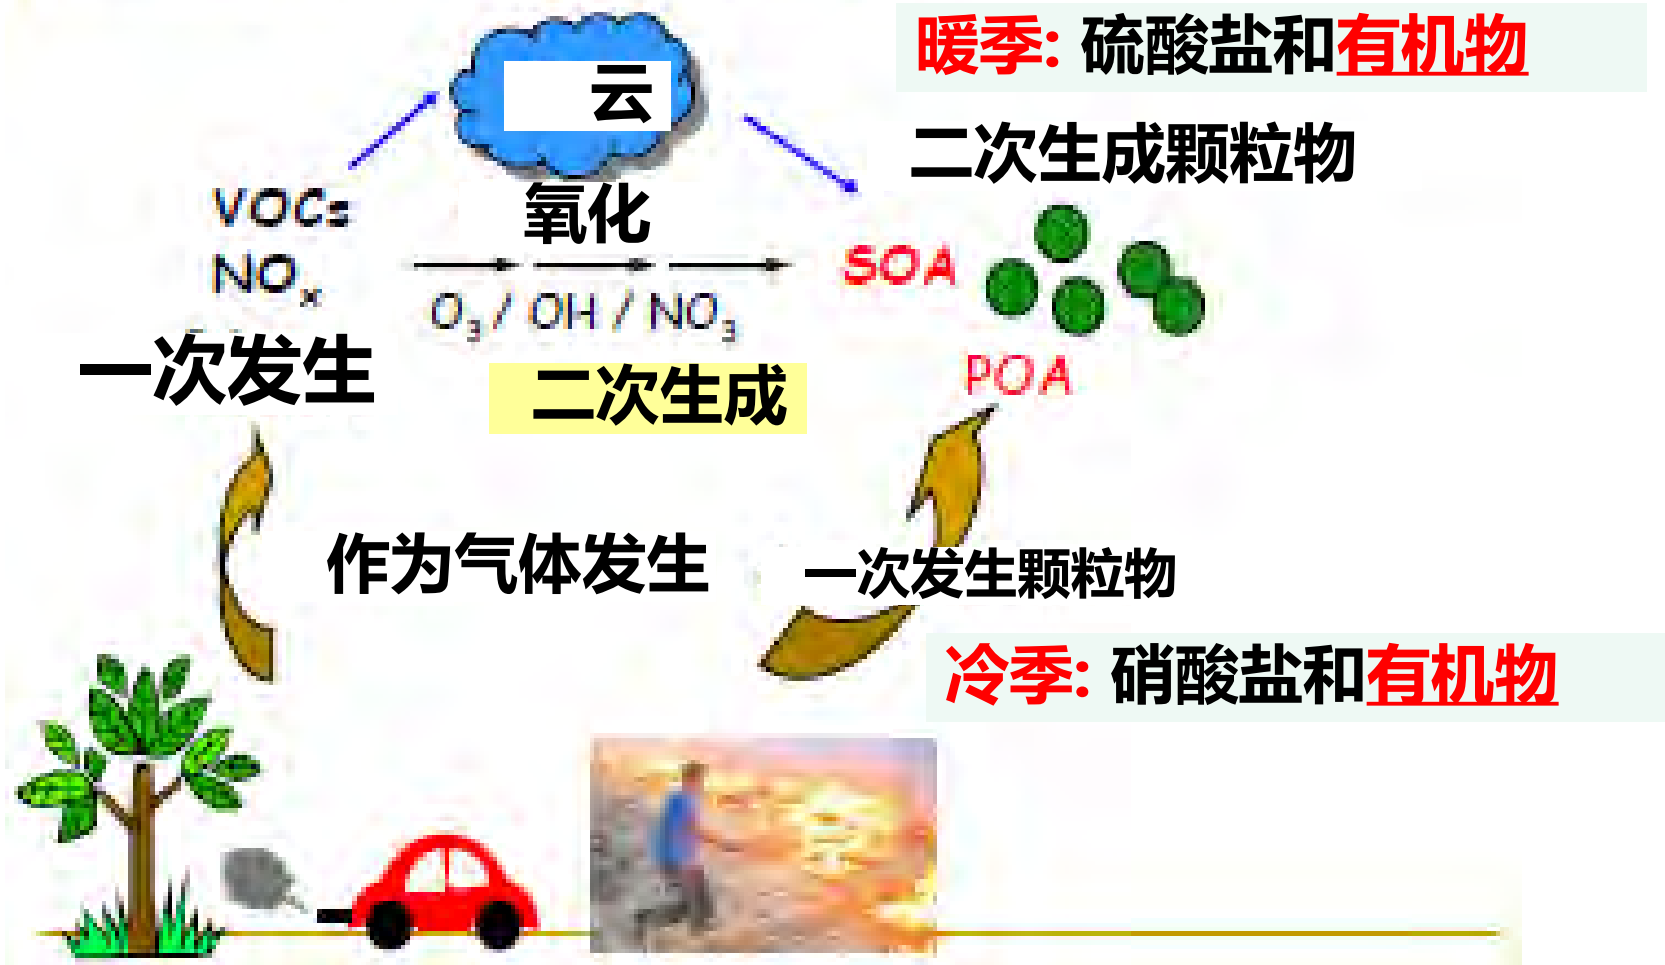 暖季: 硫酸盐和有机物
云
二次生成颗粒物
VOCs
氧化
NOx
SOA
O3 / OH / NO3
一次发生
二次生成
POA
作为气体发生
一次发生颗粒物
冷季: 硝酸盐和有机物